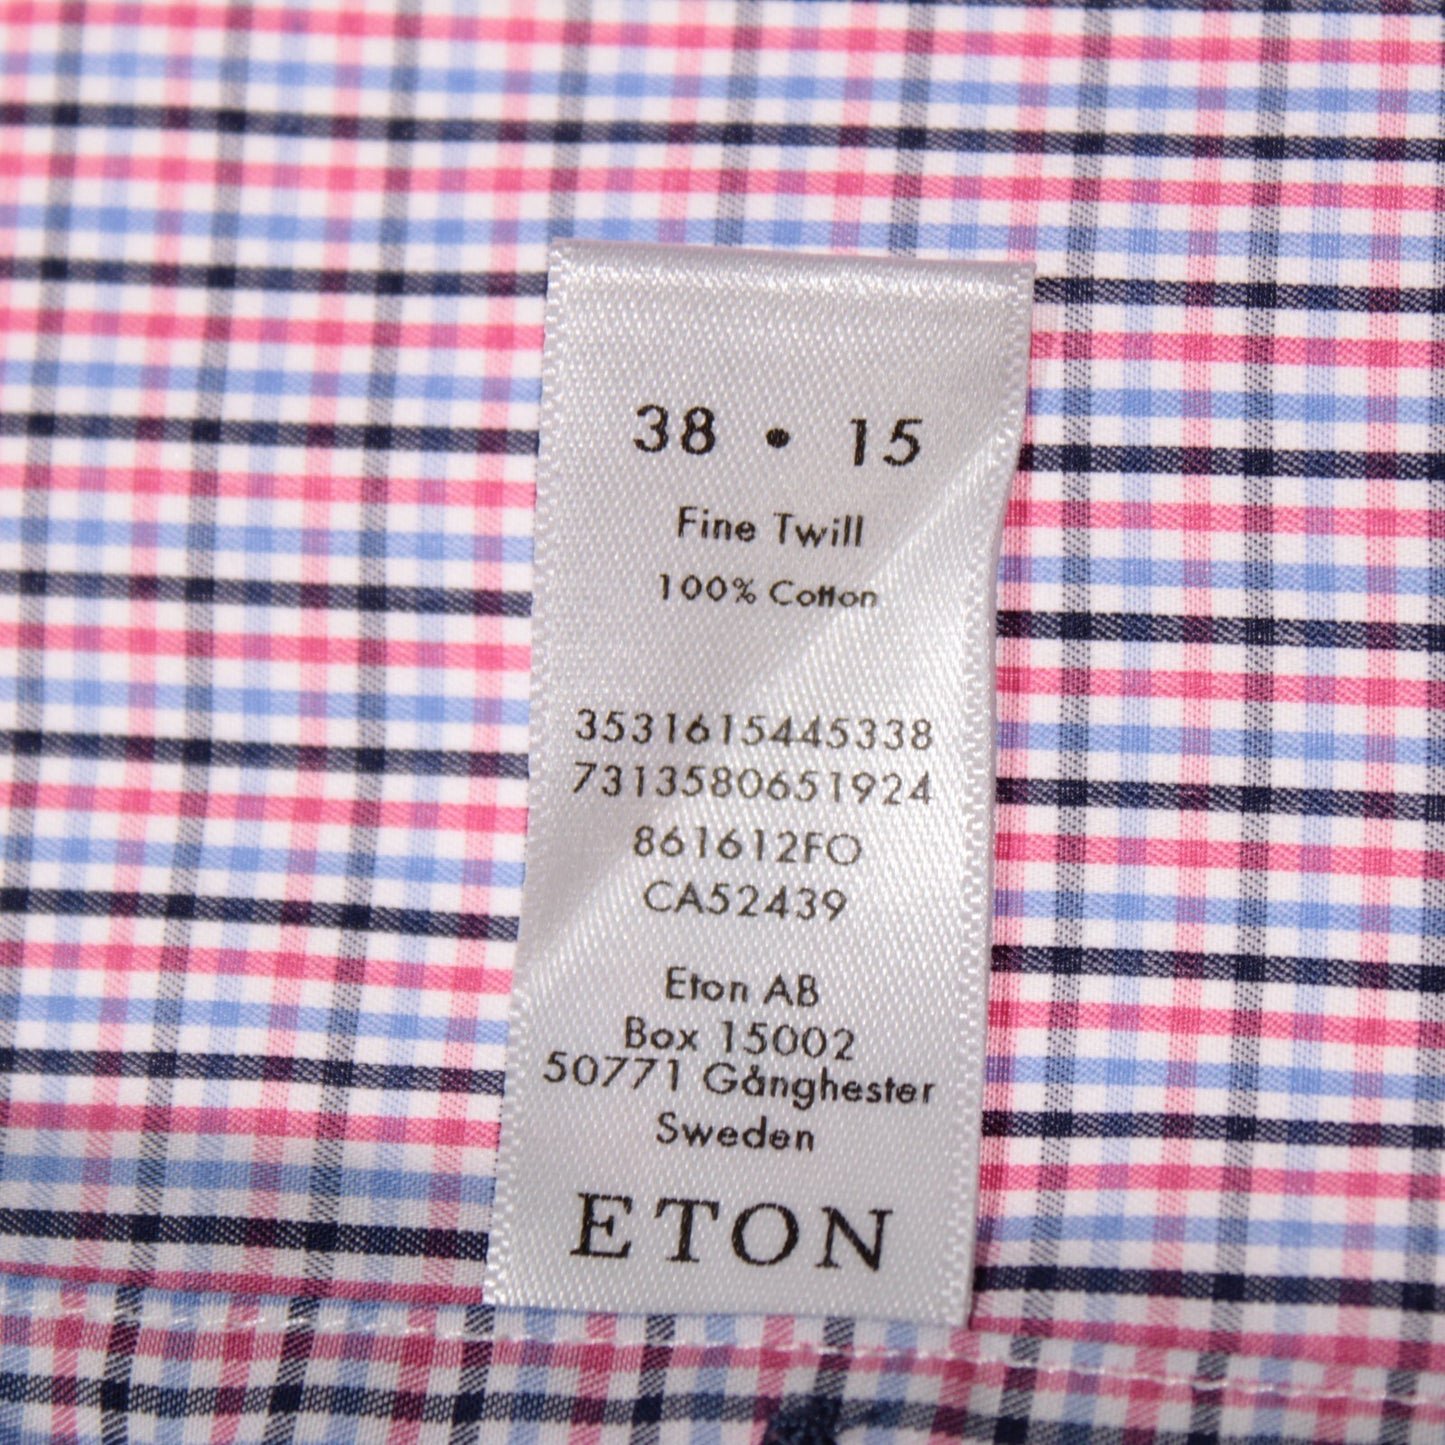 38 • 15
Fine Twill
100% Cotton
3531615445338
7313580651924
861612FO
CA52439
Eton AB
Box 15002
50771 Gånghester
Sweden
ETON